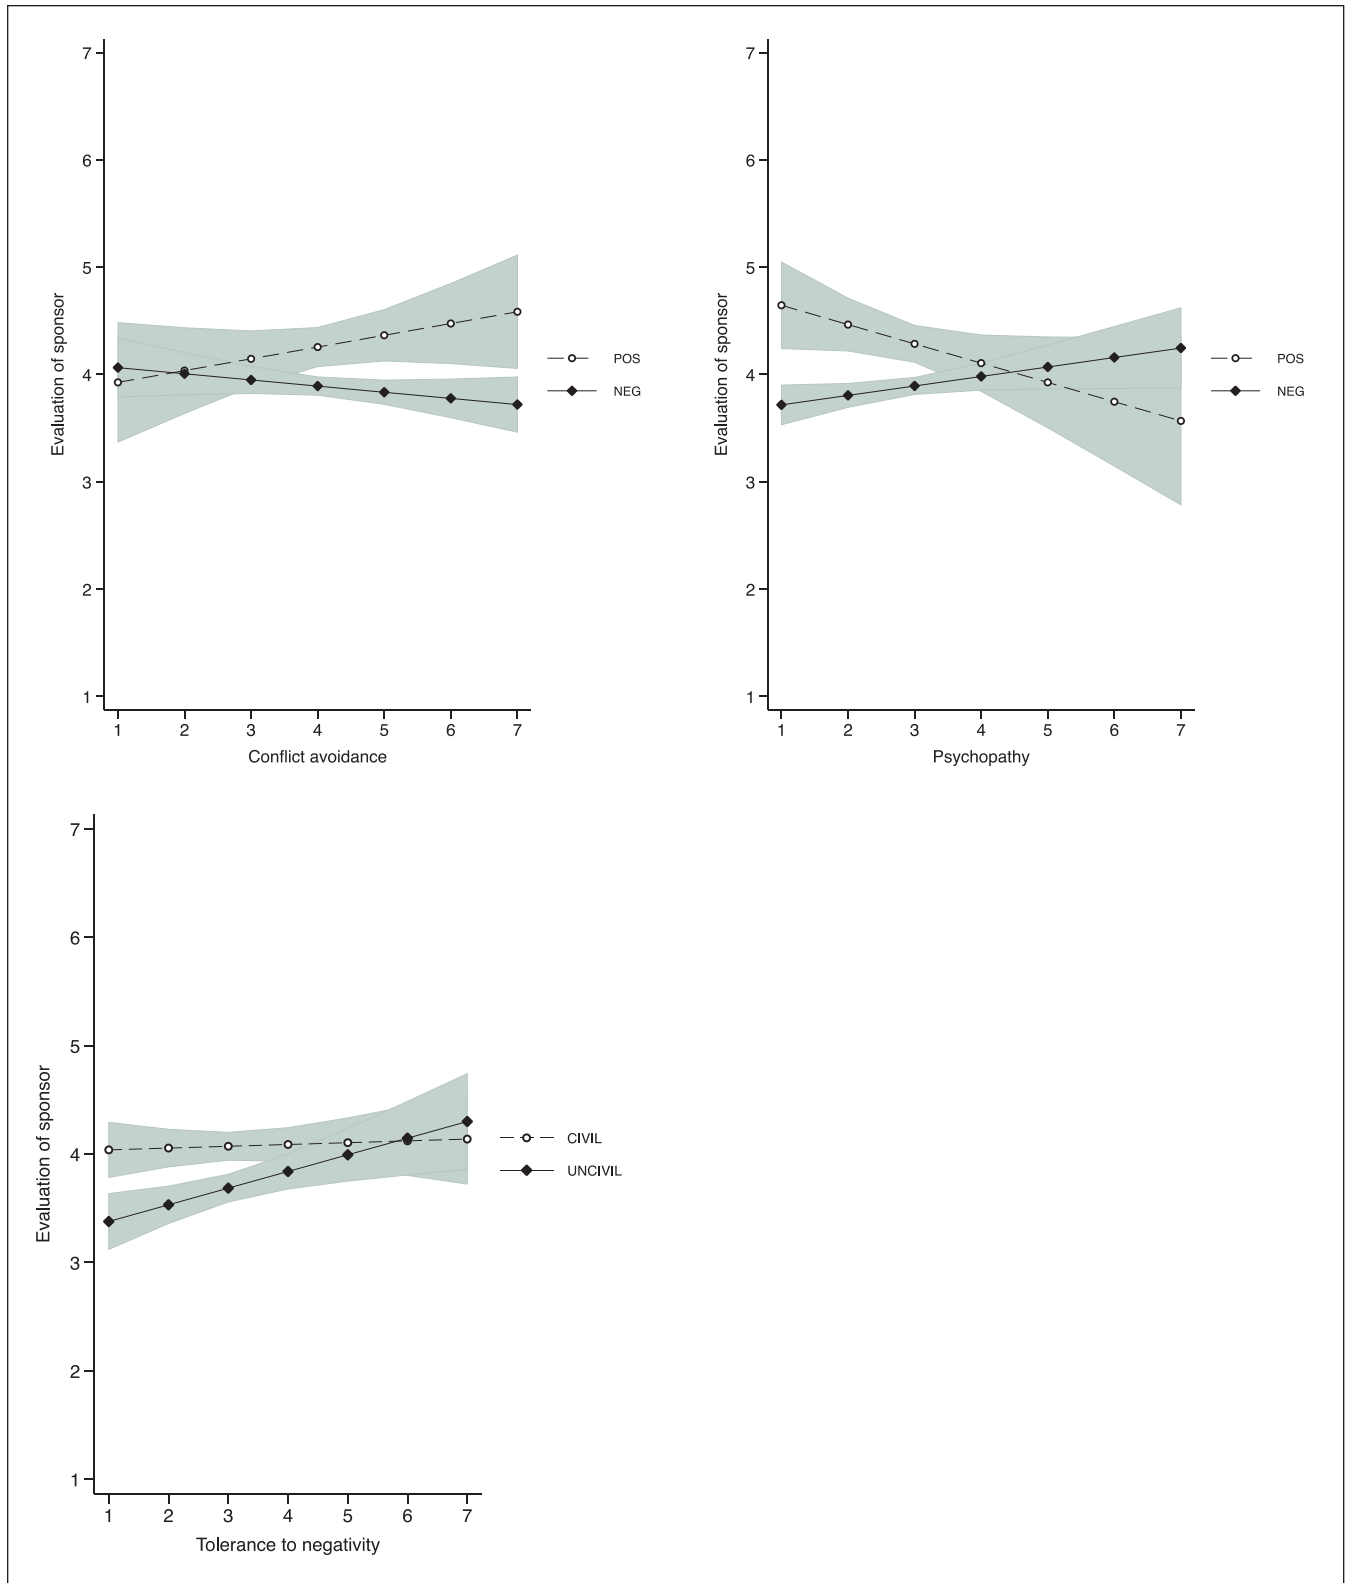 7
6
5
4
3
2
1
Evaluation of sponsor
1 2 3 4 5 6 7
Conflict avoidance
POS
NEG
7
6
5
4
3
2
1
Evaluation of sponsor
1 2 3 4 5 6 7
Psychopathy
POS
NEG
7
6
5
4
3
2
1
Evaluation of sponsor
1 2 3 4 5 6 7
Tolerance to negativity
CIVIL
UNCIVIL